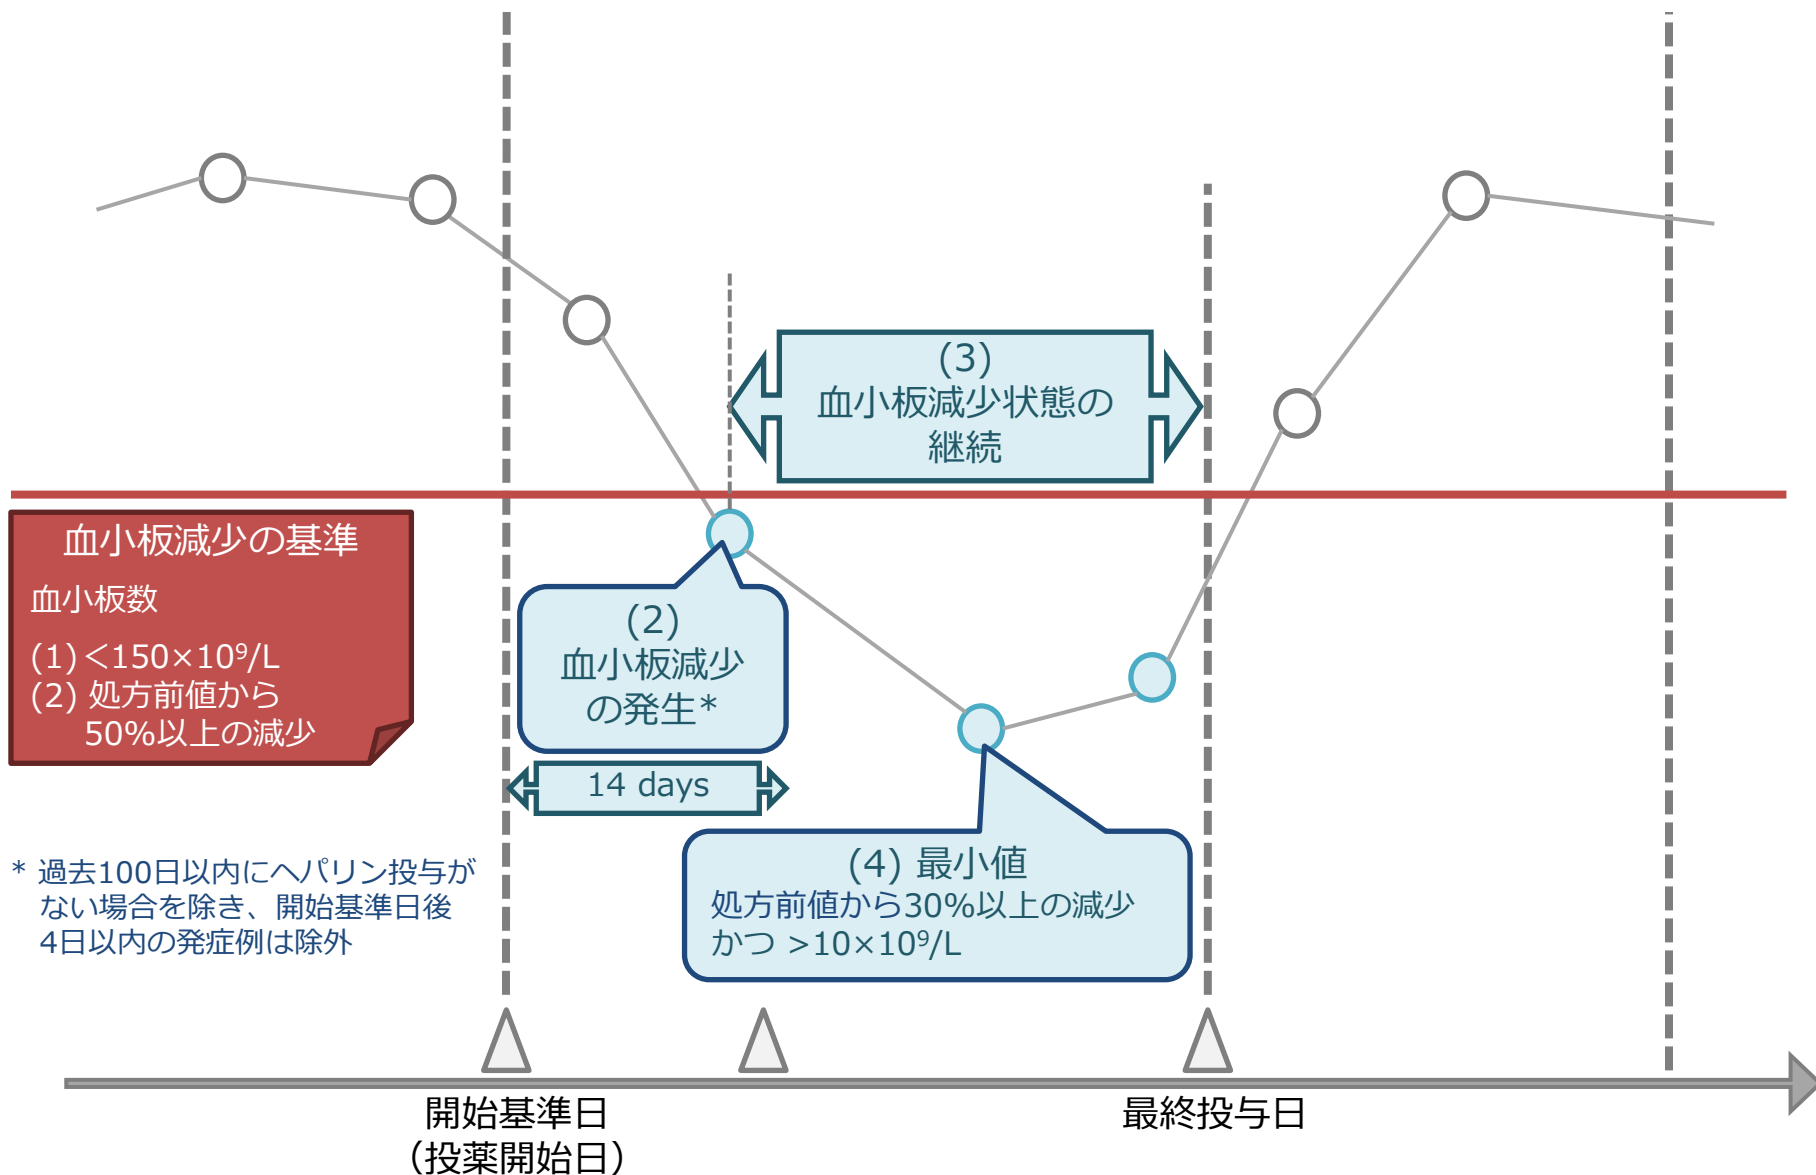 (3)
血小板減少状態の
継続
血小板減少の基準
血小板数
(1) <150×10⁹/L
(2) 処方前値から
50%以上の減少
(2)
血小板減少
の発生*
14 days
* 過去100日以内にヘパリン投与が
ない場合を除き、開始基準日後
4日以内の発症例は除外
(4) 最小値
処方前値から30%以上の減少
かつ >10×10⁹/L
開始基準日
（投薬開始日）
最終投与日